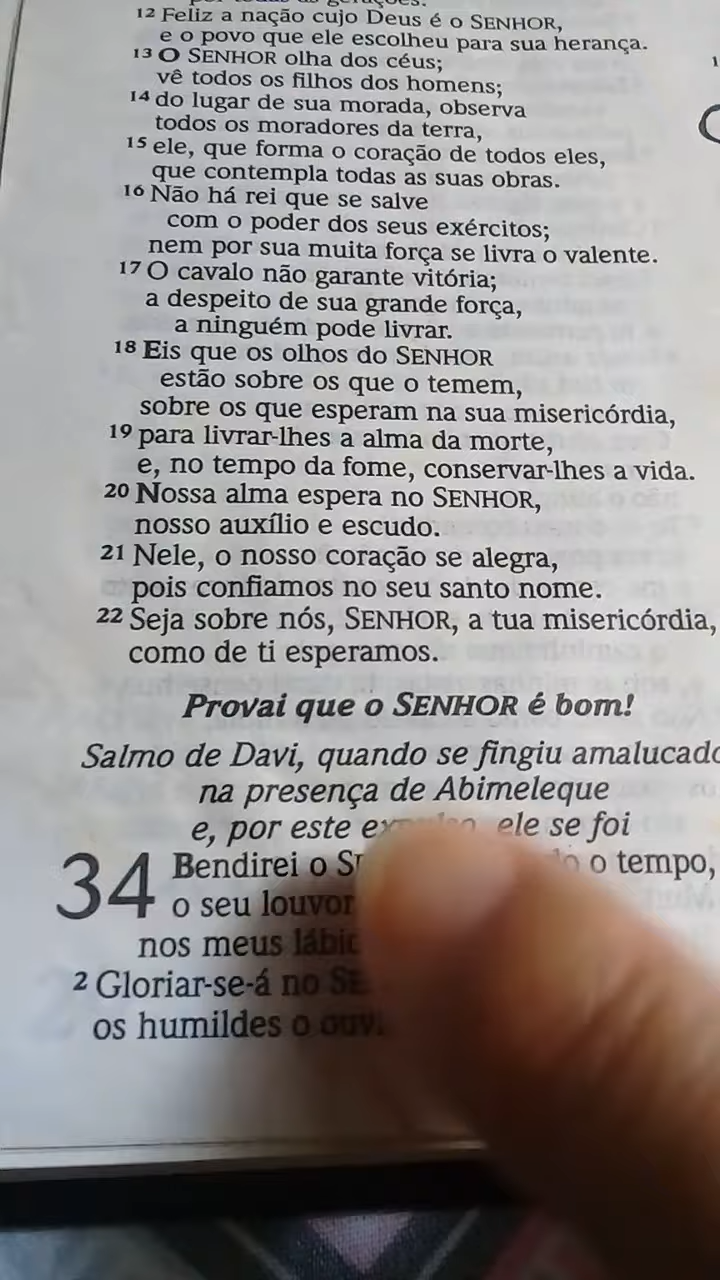 gerações.
12 Feliz a nação cujo Deus é o SENHOR,
e o povo que ele escolheu para sua herança.
13 O SENHOR olha dos céus;
vê todos os filhos dos homens;
14 do lugar de sua morada, observa
todos os moradores da terra,
15 ele, que forma o coração de todos eles,
que contempla todas as suas obras.
16 Não há rei que se salve
com o poder dos seus exércitos;
nem por sua muita força se livra o valente.
17 O cavalo não garante vitória;
a despeito de sua grande força,
a ninguém pode livrar.
18 Eis que os olhos do SENHOR
estão sobre os que o temem,
sobre os que esperam na sua misericórdia,
19 para livrar-lhes a alma da morte,
e, no tempo da fome, conservar-lhes a vida.
20 Nossa alma espera no SENHOR,
nosso auxílio e escudo.
21 Nele, o nosso coração se alegra,
pois confiamos no seu santo nome.
22 Seja sobre nós, SENHOR, a tua misericórdia,
como de ti esperamos.
Provai que o SENHOR é bom!
Salmo de Davi, quando se fingiu amalucado
na presença de Abimeleque
e, por este ele se foi
34 Bendirei o o tempo,
o seu louvor
nos meus
2 Gloriar-se-á no
os humildes o